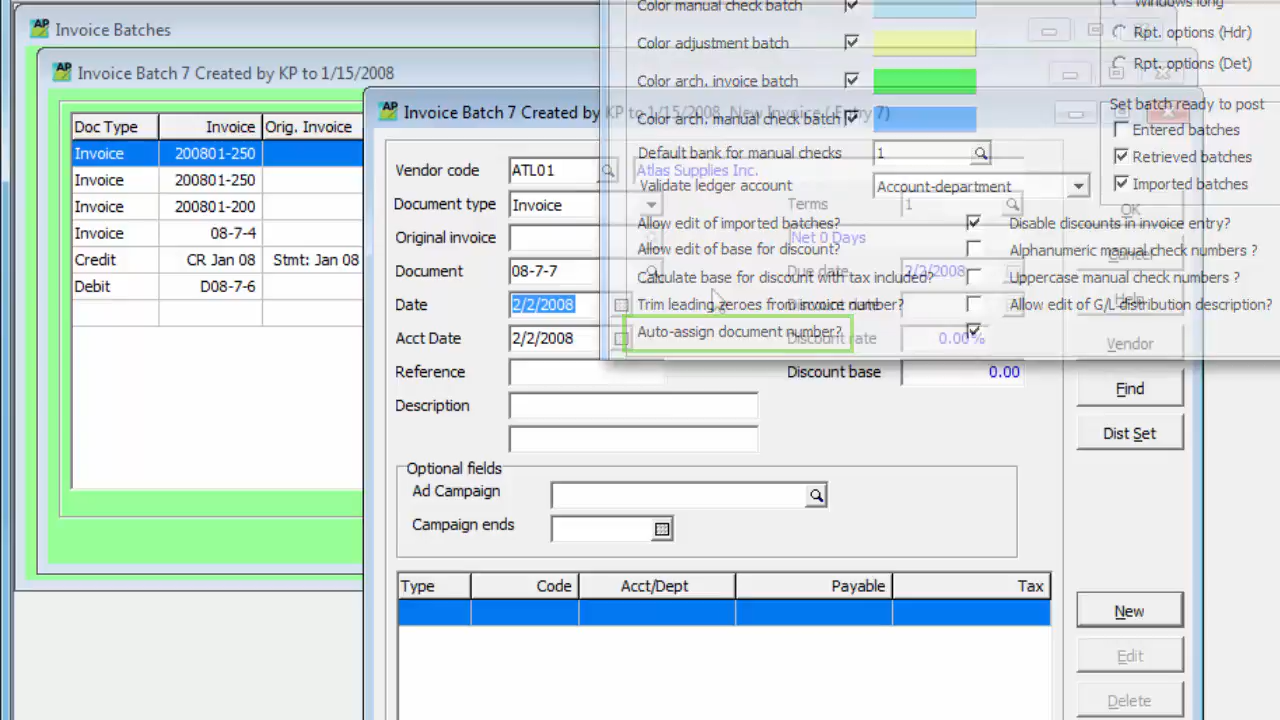 Invoice Batches
Invoice Batch 7 Created by KP to 1/15/2008
Doc Type Invoice Orig. Invoice
Invoice 200801-250
Invoice 200801-250
Invoice 200801-200
Invoice 08-7-4
Credit CR Jan 08 Stmt: Jan 08
Debit D08-7-6
Invoice Batch 7 Created by KP to 1/15/2008, New Invoice ( Entry 7)
Vendor code ATL01 Atlas Supplies Inc.
Document type Invoice Terms 1
Original invoice Net 0 Days
Document 08-7-7 Due date 2/2/2008
Date 2/2/2008 Discount date
Acct Date 2/2/2008 Discount rate 0.00%
Reference Discount base 0.00
Description
Optional fields
Ad Campaign
Campaign ends
Type Code Acct/Dept Payable Tax
OK
Cancel
Help
Vendor
Find
Dist Set
New
Edit
Delete
Color manual check batch
Color adjustment batch
Color arch. invoice batch
Color arch. manual check batch
Default bank for manual checks 1
Validate ledger account Account-department
Allow edit of imported batches?
Allow edit of base for discount?
Calculate base for discount with tax included?
Trim leading zeroes from invoice number?
Auto-assign document number?
Disable discounts in invoice entry?
Alphanumeric manual check numbers ?
Uppercase manual check numbers ?
Allow edit of G/L distribution description?
Windows long
Rpt. options (Hdr)
Rpt. options (Det)
Set batch ready to post
Entered batches
Retrieved batches
Imported batches